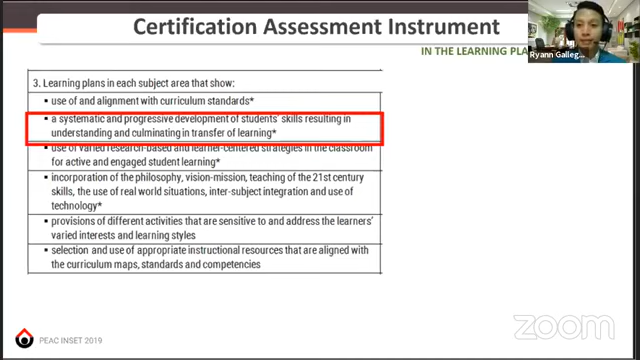 Certification Assessment Instrument
IN THE LEARNING PLA
Ryann Galleg...
3. Learning plans in each subject area that show:
▪ use of and alignment with curriculum standards*
▪ a systematic and progressive development of students' skills resulting in
understanding and culminating in transfer of learning*
▪ use of varied research-based and learner-centered strategies in the classroom
for active and engaged student learning*
▪ incorporation of the philosophy, vision-mission, teaching of the 21st century
skills, the use of real world situations, inter-subject integration and use of
technology*
▪ provisions of different activities that are sensitive to and address the learners'
varied interests and learning styles
▪ selection and use of appropriate instructional resources that are aligned with
the curriculum maps, standards and competencies
PEAC INSET 2019
zoom